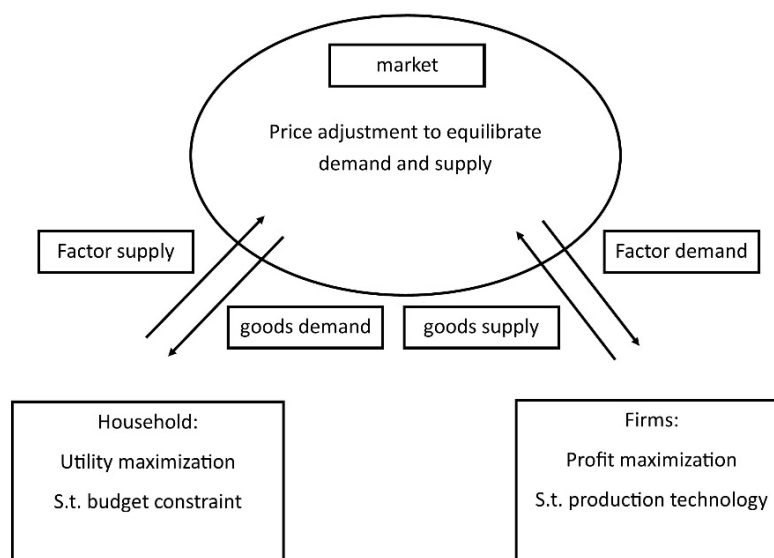 market
Price adjustment to equilibrate
demand and supply
Factor supply
Factor demand
goods demand
goods supply
Household:
Utility maximization
S.t. budget constraint
Firms:
Profit maximization
S.t. production technology